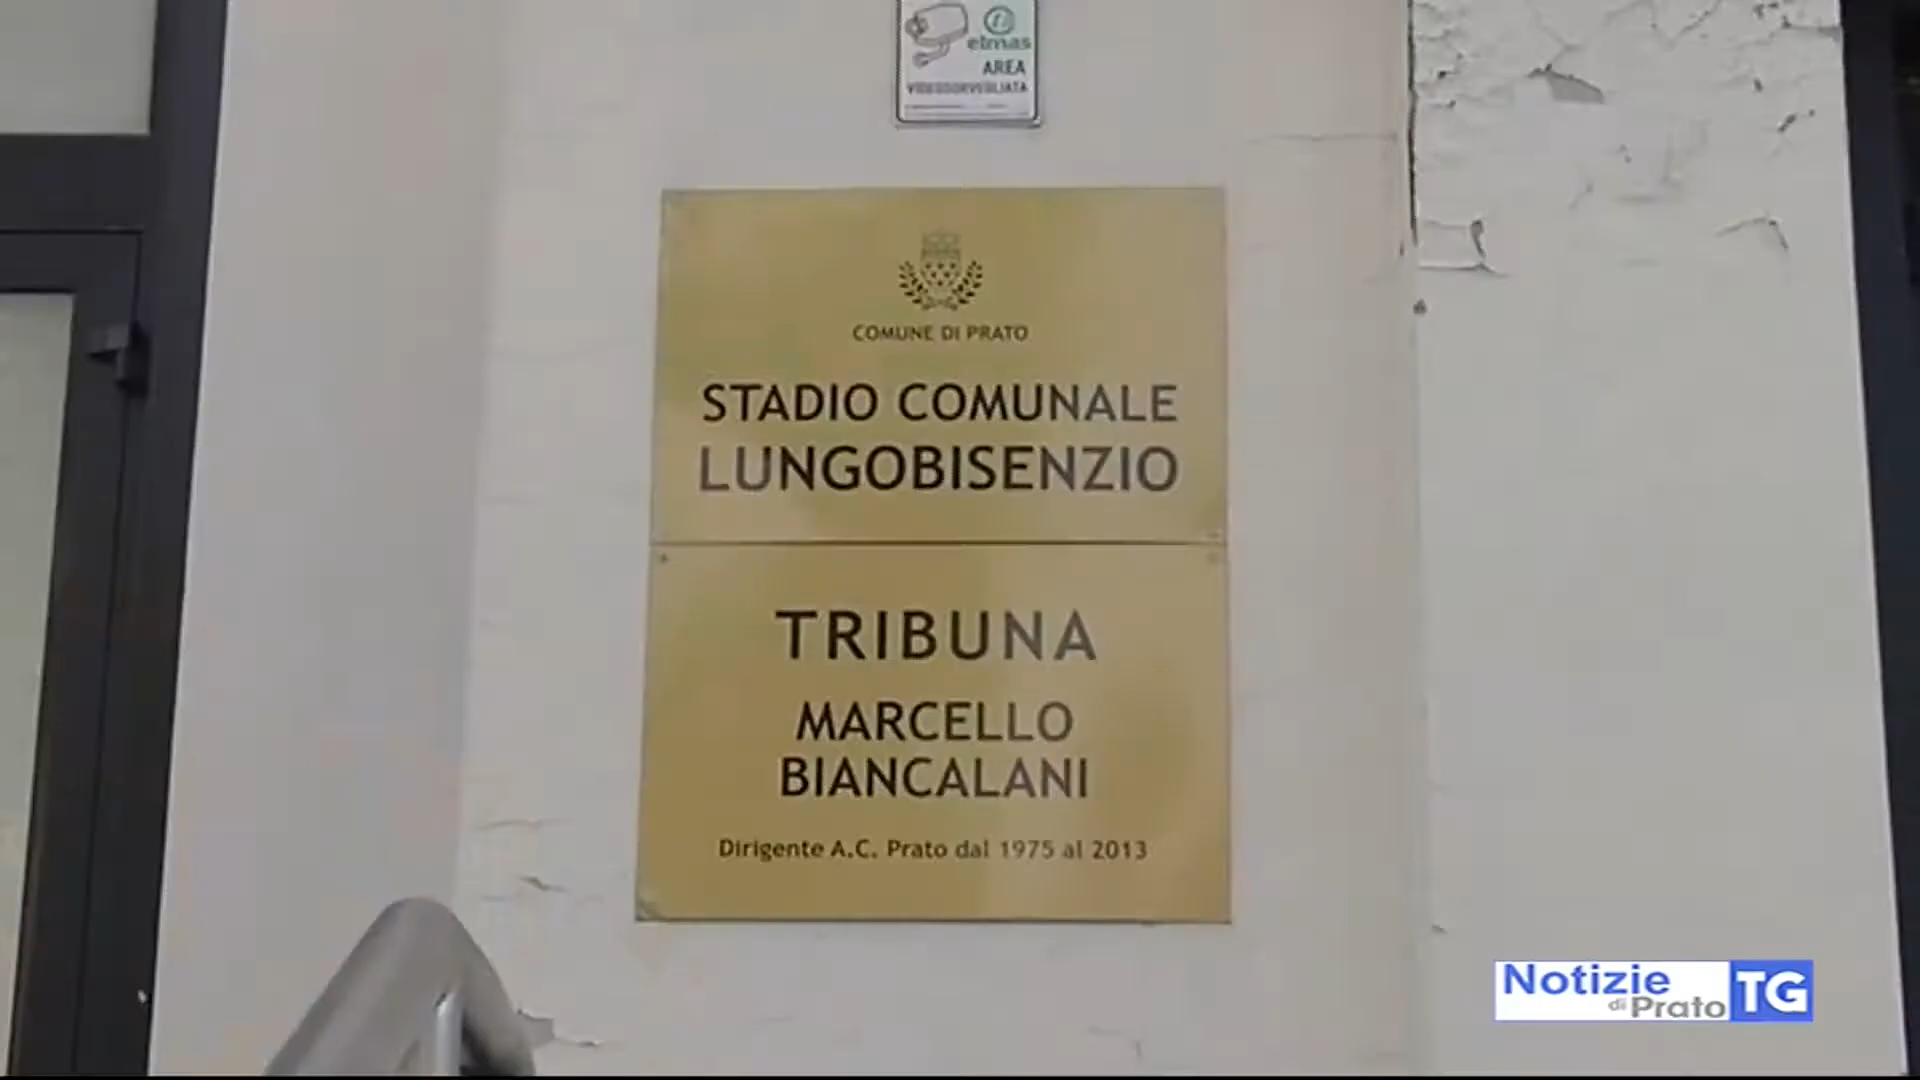 elmas
AREA
VIDEOSORVEGLIATA
COMUNE DI PRATO
STADIO COMUNALE
LUNGOBISENZIO
TRIBUNA
MARCELLO
BIANCALANI
Dirigente A.C. Prato dal 1975 al 2013
Notizie
di Prato TG